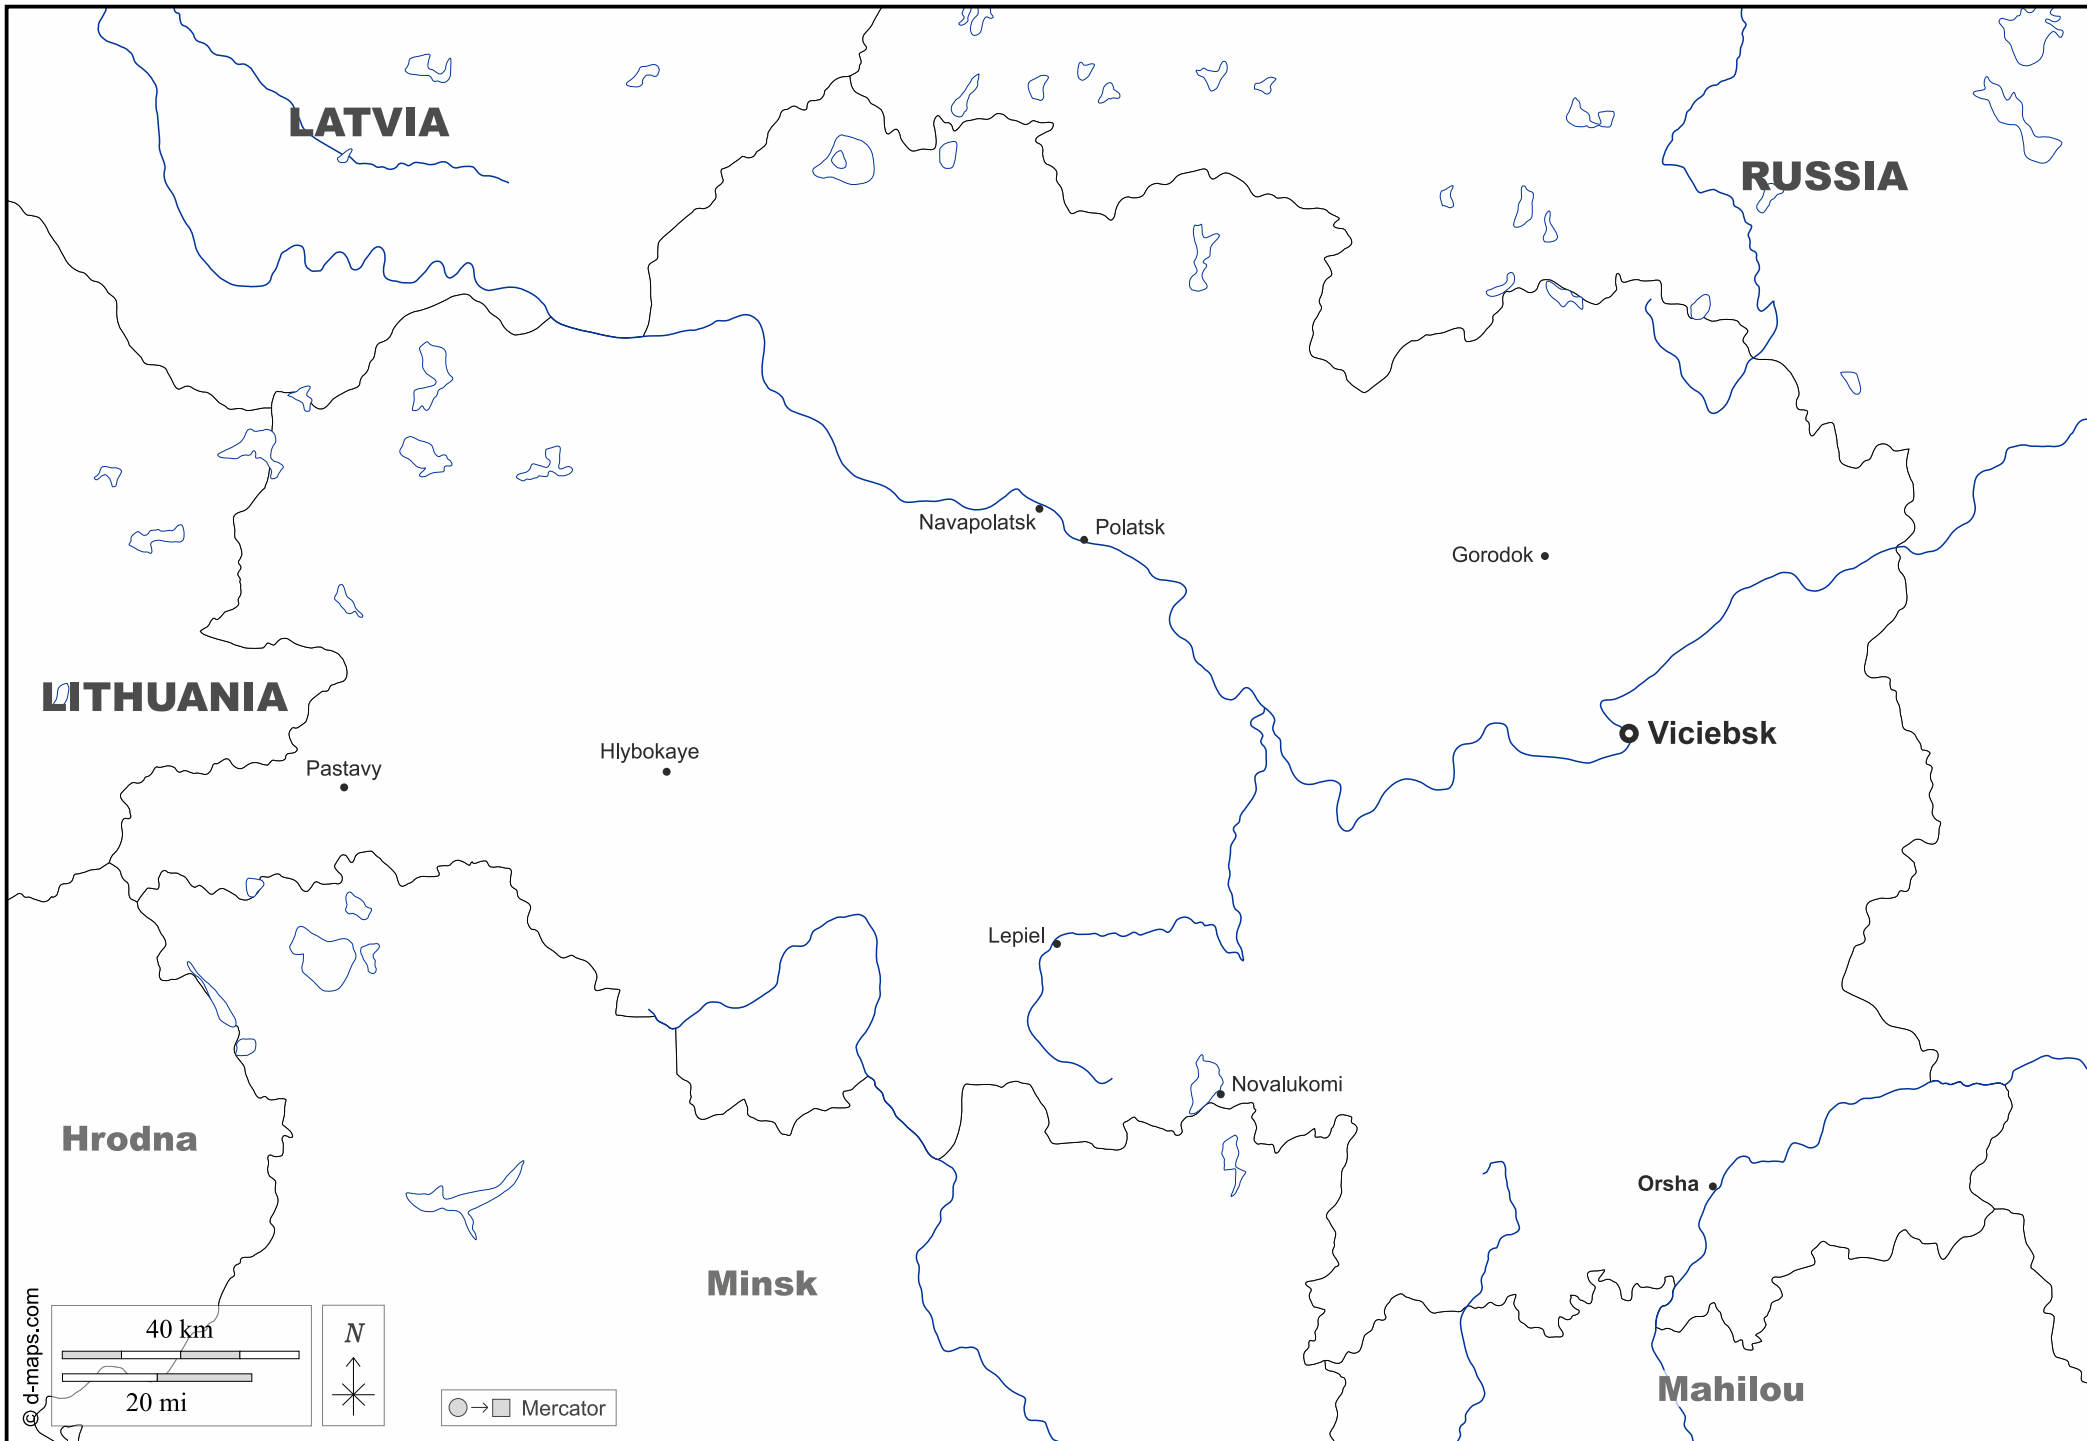 LATVIA
RUSSIA
Navapolatsk
Polatsk
Gorodok
LITHUANIA
Viciebsk
Hlybokaye
Pastavy
Lepiel
Novalukomi
Hrodna
Orsha
Minsk
Mahilou
© d-maps.com
40 km
20 mi
N
Mercator